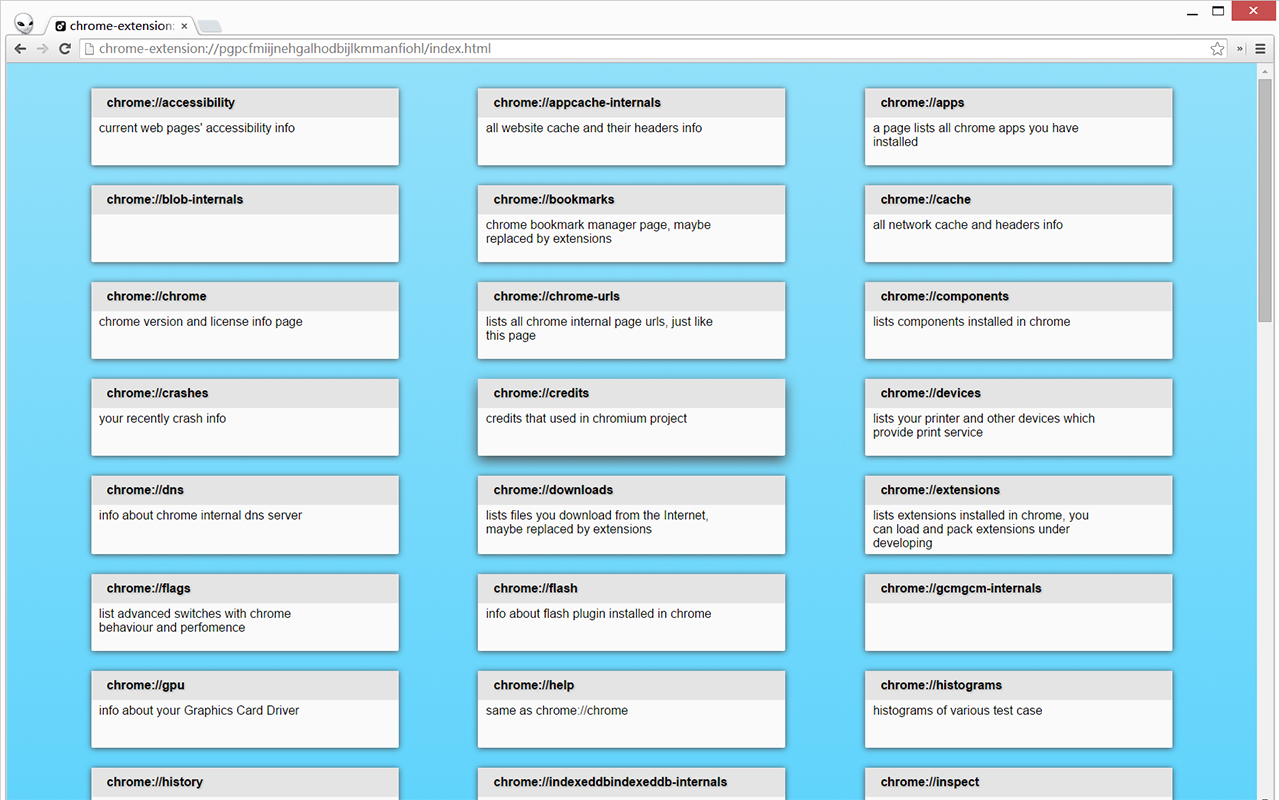 chrome-extension:
chrome-extension://pgpcfmiijnehgalhodbijlkmmanfiohl/index.html
chrome://accessibility
current web pages' accessibility info
chrome://appcache-internals
all website cache and their headers info
chrome://apps
a page lists all chrome apps you have
installed
chrome://blob-internals
chrome://bookmarks
chrome bookmark manager page, maybe
replaced by extensions
chrome://cache
all network cache and headers info
chrome://chrome
chrome version and license info page
chrome://chrome-urls
lists all chrome internal page urls, just like
this page
chrome://components
lists components installed in chrome
chrome://crashes
your recently crash info
chrome://credits
credits that used in chromium project
chrome://devices
lists your printer and other devices which
provide print service
chrome://dns
info about chrome internal dns server
chrome://downloads
lists files you download from the Internet,
maybe replaced by extensions
chrome://extensions
lists extensions installed in chrome, you
can load and pack extensions under
developing
chrome://flags
list advanced switches with chrome
behaviour and perfomence
chrome://flash
info about flash plugin installed in chrome
chrome://gcmgcm-internals
chrome://gpu
info about your Graphics Card Driver
chrome://help
same as chrome://chrome
chrome://histograms
histograms of various test case
chrome://history
chrome://indexeddbindexeddb-internals
chrome://inspect